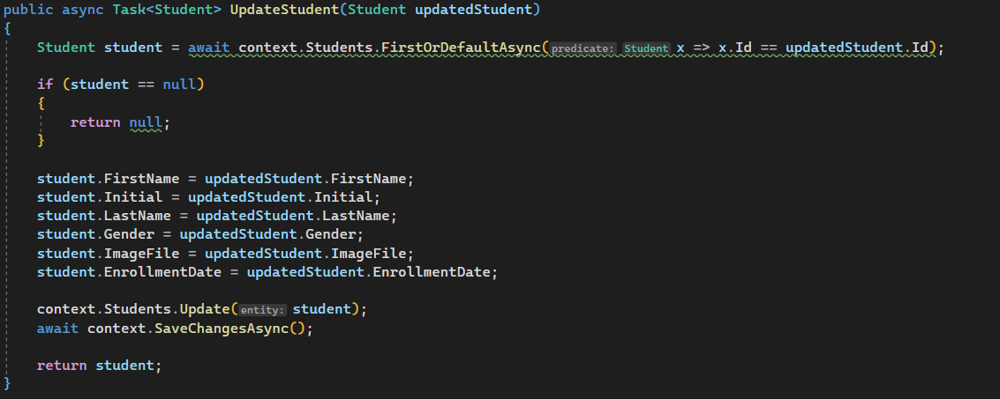 public async Task<Student> UpdateStudent(Student updatedStudent)
{
Student student = await context.Students.FirstOrDefaultAsync(predicate: Student x => x.Id == updatedStudent.Id);
if (student == null)
{
return null;
}
student.FirstName = updatedStudent.FirstName;
student.Initial = updatedStudent.Initial;
student.LastName = updatedStudent.LastName;
student.Gender = updatedStudent.Gender;
student.ImageFile = updatedStudent.ImageFile;
student.EnrollmentDate = updatedStudent.EnrollmentDate;
context.Students.Update(entity: student);
await context.SaveChangesAsync();
return student;
}